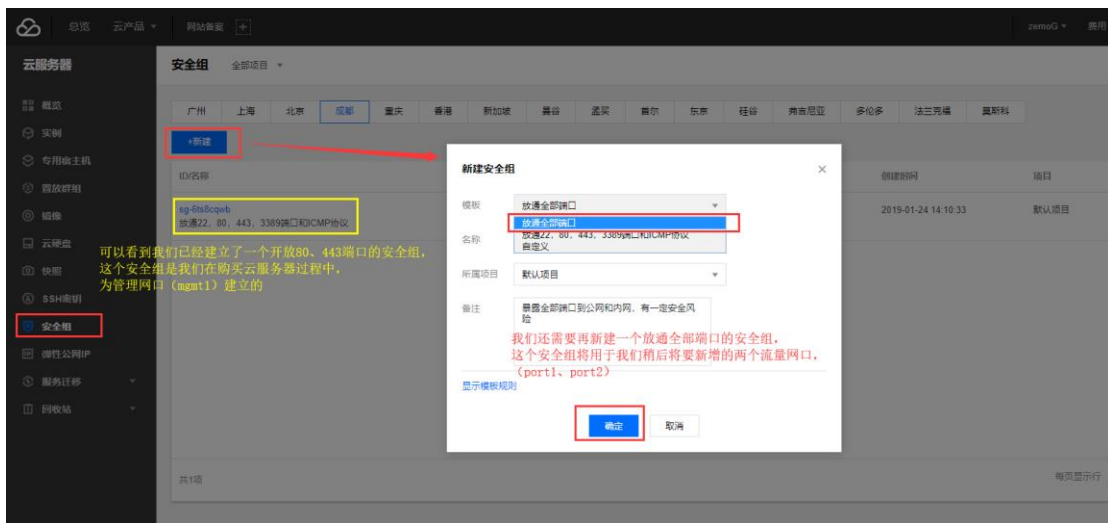 总览 云产品 网站备案 zemoG 费用
云服务器 安全组 全部项目
概览
实例
专用宿主机
置放群组
镜像
云硬盘
快照
SSH密钥
安全组
弹性公网IP
服务迁移
回收站
广州 上海 北京 成都 重庆 香港 新加坡 曼谷 孟买 首尔 东京 硅谷 弗吉尼亚 多伦多 法兰克福 莫斯科
+新建
ID/名称 创建时间 项目
sg-6ts8cqwb 2019-01-24 14:10:33 默认项目
放通22，80，443，3389端口和ICMP协议
可以看到我们已经建立了一个开放80、443端口的安全组，
这个安全组是我们在购买云服务器过程中，
为管理网口（mgmt1）建立的
新建安全组
模板 放通全部端口
放通全部端口
放通22，80，443，3389端口和ICMP协议
名称
自定义
所属项目 默认项目
备注 暴露全部端口到公网和内网，有一定安全风
险
我们还需要再新建一个放通全部端口的安全组，
这个安全组将用于我们稍后将要新增的两个流量网口，
（port1、port2）
显示模板规则
确定 取消
共1项 每页显示行